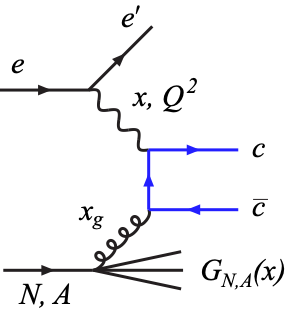 e′
e
x, Q²
c
x_g
c̄
G_{N,A}(x)
N, A